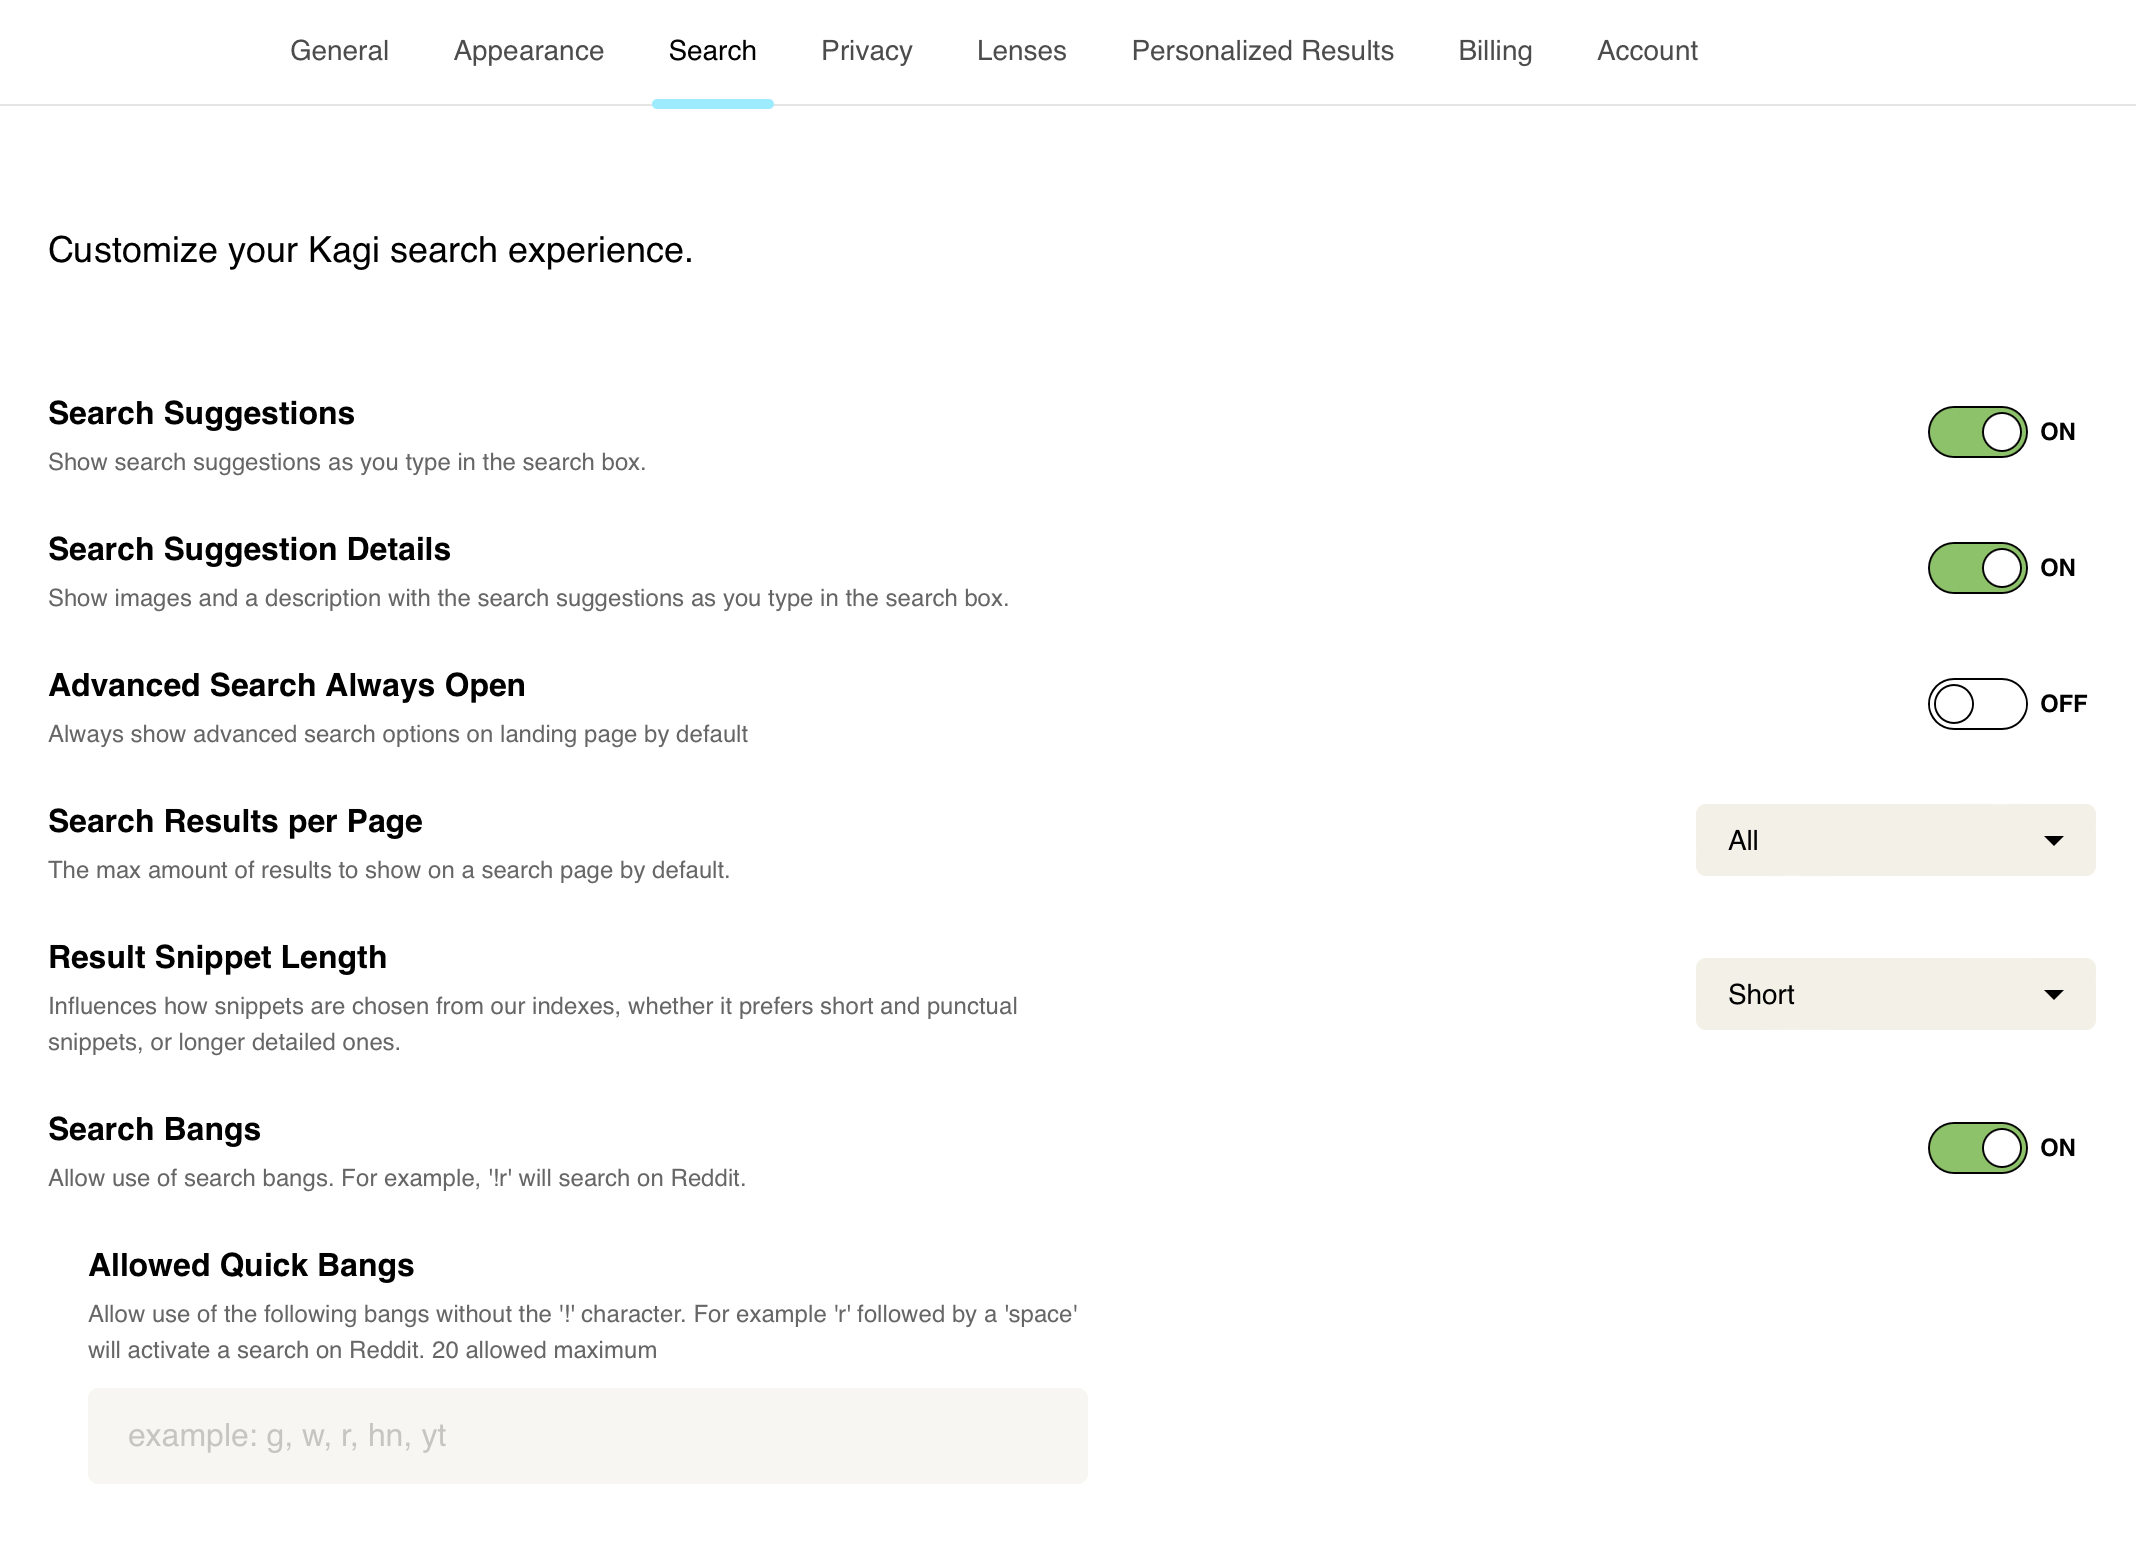 General Appearance Search Privacy Lenses Personalized Results Billing Account
Customize your Kagi search experience.
Search Suggestions
Show search suggestions as you type in the search box.
ON
Search Suggestion Details
Show images and a description with the search suggestions as you type in the search box.
ON
Advanced Search Always Open
Always show advanced search options on landing page by default
OFF
Search Results per Page
The max amount of results to show on a search page by default.
All
Result Snippet Length
Influences how snippets are chosen from our indexes, whether it prefers short and punctual
snippets, or longer detailed ones.
Short
Search Bangs
Allow use of search bangs. For example, '!r' will search on Reddit.
ON
Allowed Quick Bangs
Allow use of the following bangs without the '!' character. For example 'r' followed by a 'space'
will activate a search on Reddit. 20 allowed maximum
example: g, w, r, hn, yt